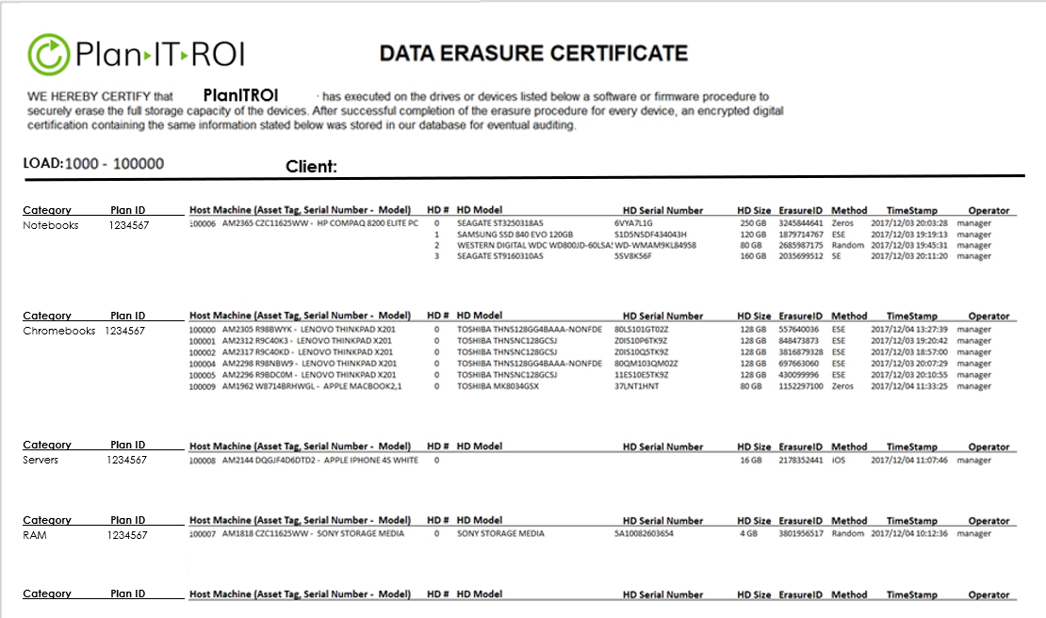 Plan▸IT▸ROI
DATA ERASURE CERTIFICATE
WE HEREBY CERTIFY that PlanITROI · has executed on the drives or devices listed below a software or firmware procedure to
securely erase the full storage capacity of the devices. After successful completion of the erasure procedure for every device, an encrypted digital
certification containing the same information stated below was stored in our database for eventual auditing.
LOAD: 1000 - 100000 Client:
Category Plan ID Host Machine (Asset Tag, Serial Number - Model) HD # HD Model HD Serial Number HD Size ErasureID Method TimeStamp Operator
Notebooks 1234567 100006 AM2365 CZC11625WW - HP COMPAQ 8200 ELITE PC 0 SEAGATE ST3250318AS 6VYA7L1G 250 GB 3245844641 Zeros 2017/12/03 20:03:28 manager
1 SAMSUNG SSD 840 EVO 120GB S1D5NSDF434043H 120 GB 1879714767 ESE 2017/12/03 19:19:13 manager
2 WESTERN DIGITAL WDC WD800JD-60LSA! WD-WMAM9KL84958 80 GB 2685987175 Random 2017/12/03 19:45:31 manager
3 SEAGATE ST9160310AS 5SV8K56F 160 GB 2035699512 SE 2017/12/03 20:11:20 manager
Category Plan ID Host Machine (Asset Tag, Serial Number - Model) HD # HD Model HD Serial Number HD Size ErasureID Method TimeStamp Operator
Chromebooks 1234567 100000 AM2305 R98BWYK - LENOVO THINKPAD X201 0 TOSHIBA THNS128GG4BAAA-NONFDE 80LS101GT02Z 128 GB 557640036 ESE 2017/12/04 13:27:39 manager
100001 AM2312 R9C40K3 - LENOVO THINKPAD X201 0 TOSHIBA THNSNC128GCSJ Z0IS10P6TK9Z 128 GB 848473873 ESE 2017/12/03 19:20:42 manager
100002 AM2317 R9C40KD - LENOVO THINKPAD X201 0 TOSHIBA THNSNC128GCSJ Z0IS10Q5TK9Z 128 GB 3816879328 ESE 2017/12/03 18:57:00 manager
100004 AM2298 R98NBW9 - LENOVO THINKPAD X201 0 TOSHIBA THNS128GG4BAAA-NONFDE 80QM103QM02Z 128 GB 697663060 ESE 2017/12/03 20:07:29 manager
100005 AM2296 R9BDC0M - LENOVO THINKPAD X201 0 TOSHIBA THNSNC128GCSJ 11ES10E5TK9Z 128 GB 430099996 ESE 2017/12/03 20:10:55 manager
100009 AM1962 W8714BRHWGL - APPLE MACBOOK2,1 0 TOSHIBA MK8034GSX 37LNT1HNT 80 GB 1152297100 Zeros 2017/12/04 11:33:25 manager
Category Plan ID Host Machine (Asset Tag, Serial Number - Model) HD # HD Model HD Serial Number HD Size ErasureID Method TimeStamp Operator
Servers 1234567 100008 AM2144 DQGJF4D6DTD2 - APPLE IPHONE 4S WHITE 0 16 GB 2178352441 iOS 2017/12/04 11:07:46 manager
Category Plan ID Host Machine (Asset Tag, Serial Number - Model) HD # HD Model HD Serial Number HD Size ErasureID Method TimeStamp Operator
RAM 1234567 100007 AM1818 CZC11625WW - SONY STORAGE MEDIA 0 SONY STORAGE MEDIA 5A10082603654 4 GB 3801956517 Random 2017/12/04 10:12:36 manager
Category Plan ID Host Machine (Asset Tag, Serial Number - Model) HD # HD Model HD Serial Number HD Size ErasureID Method TimeStamp Operator